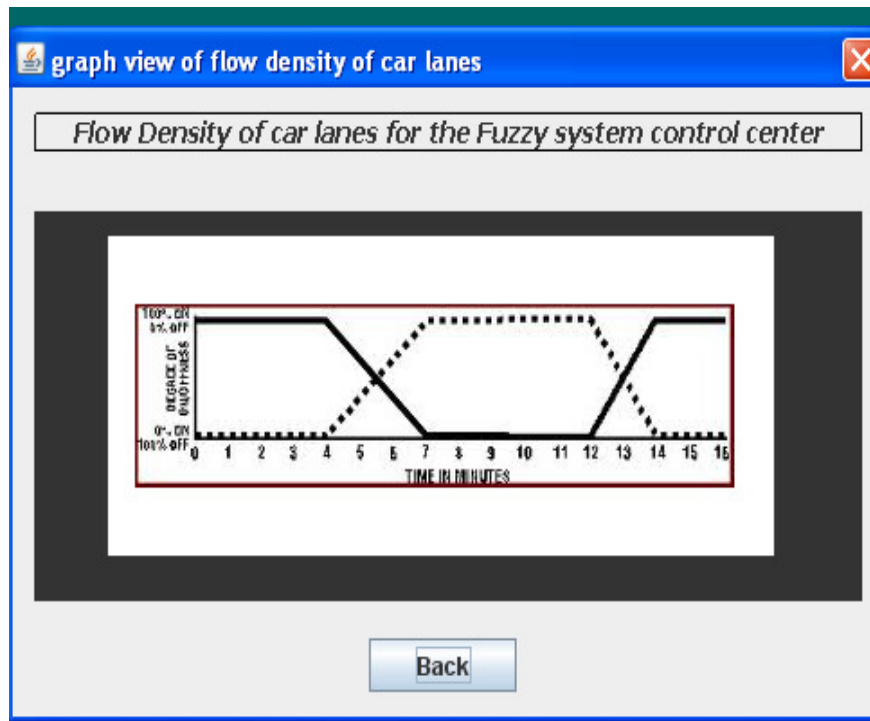 graph view of flow density of car lanes
Flow Density of car lanes for the Fuzzy system control center
100% ON
0% OFF
DEGREE OF
0% ON
100% OFF
0 1 2 3 4 5 6 7 8 9 10 11 12 13 14 15 16
TIME IN MINUTES
Back